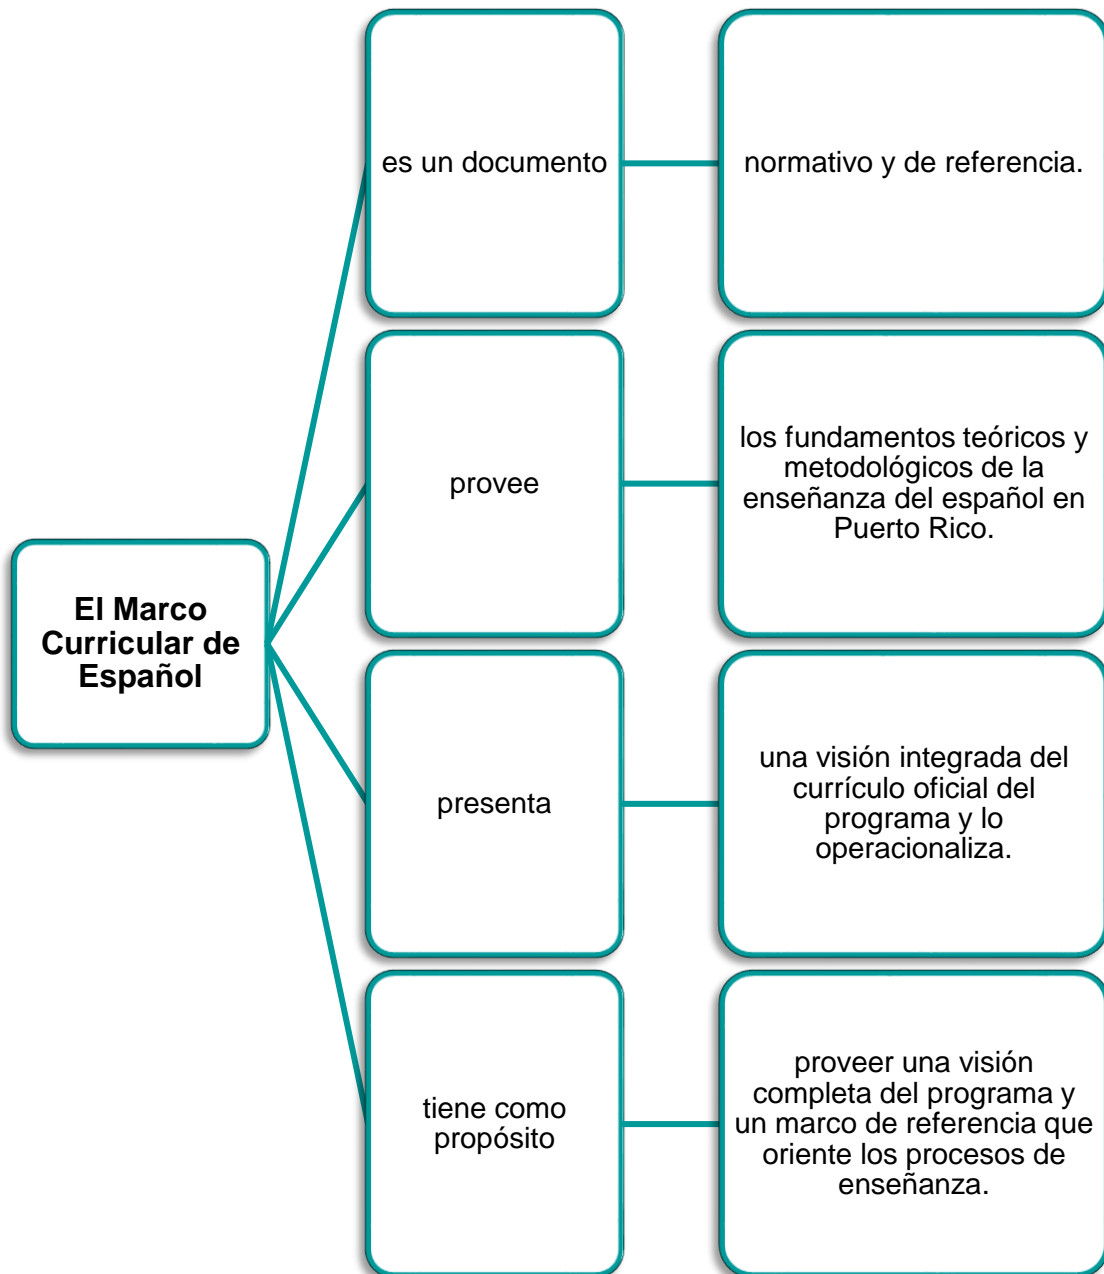 El Marco
Curricular de
Español
es un documento
normativo y de referencia.
provee
los fundamentos teóricos y
metodológicos de la
enseñanza del español en
Puerto Rico.
presenta
una visión integrada del
currículo oficial del
programa y lo
operacionaliza.
tiene como
propósito
proveer una visión
completa del programa y
un marco de referencia que
oriente los procesos de
enseñanza.